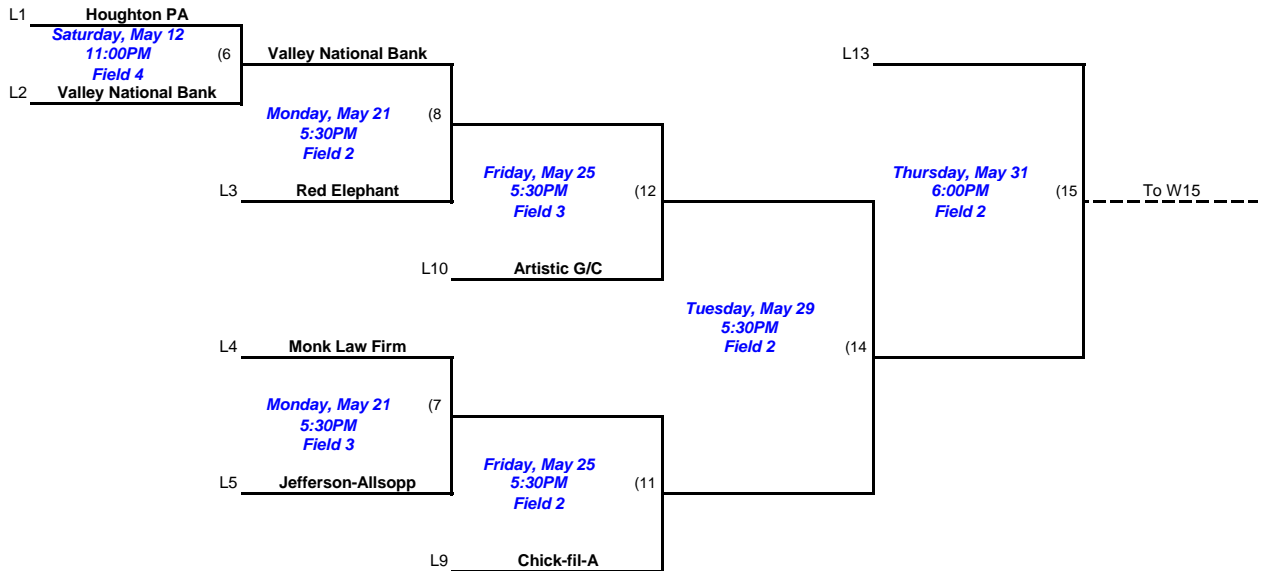 L1 Houghton PA
Saturday, May 12
11:00PM
Field 4
(6
L2 Valley National Bank
Valley National Bank
Monday, May 21
5:30PM
Field 2
(8
L3 Red Elephant
Friday, May 25
5:30PM
Field 3
(12
L10 Artistic G/C
L13
Thursday, May 31
6:00PM
Field 2
(15
To W15
Tuesday, May 29
5:30PM
Field 2
(14
L4 Monk Law Firm
Monday, May 21
5:30PM
Field 3
(7
L5 Jefferson-Allsopp
Friday, May 25
5:30PM
Field 2
(11
L9 Chick-fil-A